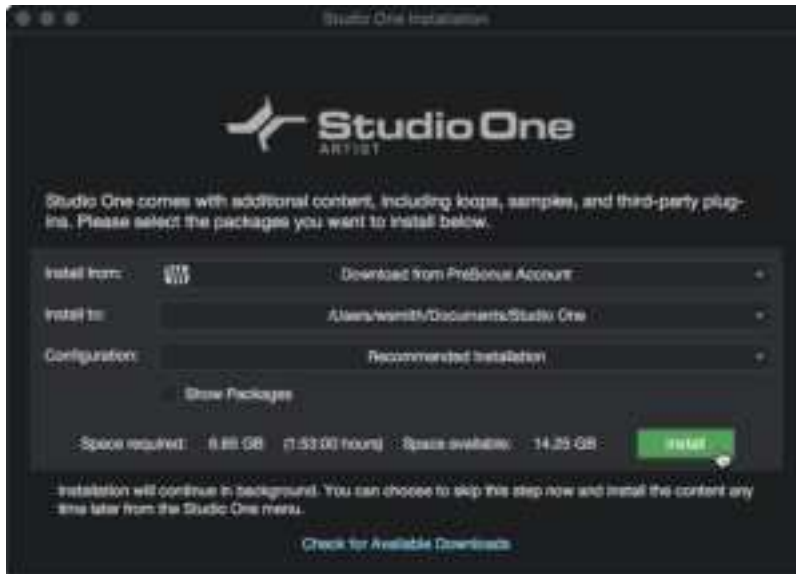 Studio One Installation
Studio One
ARTIST
Studio One comes with additional content, including loops, samples, and third-party plug-
ins. Please select the packages you want to install below.
Install from: Download from PreSonus Account
Install to: /Users/wsmith/Documents/Studio One
Configuration: Recommended Installation
Show Packages
Space required: GB (1:53:00 hours) Space available: 14.25 GB Install
Installation will continue in background. You can choose to skip this step now and install the content any
time later from the Studio One menu.
Check for Available Downloads